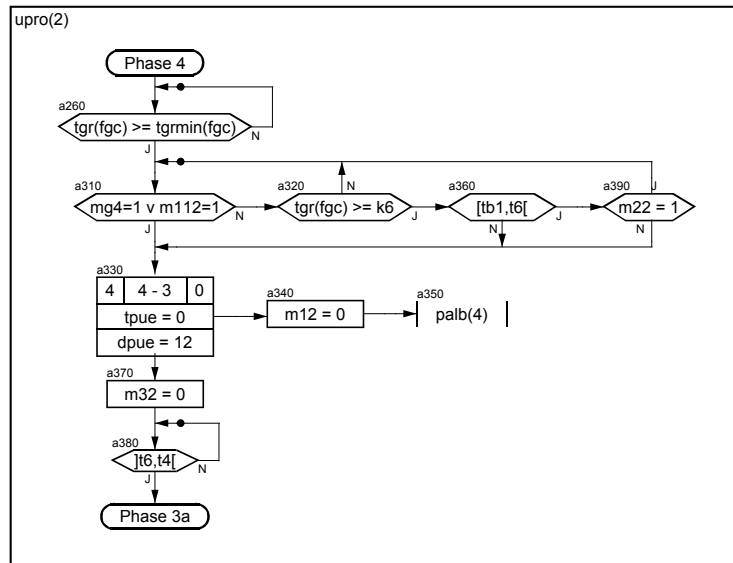 upro(2)
Phase 4
a260
tgr(fgc) >= tgrmin(fgc)
N
J
a310
mg4=1 v m112=1
N
J
a320
tgr(fgc) >= k6
N
J
a360
[tb1,t6[
J
N
a390
m22 = 1
J
N
a330
4 4 - 3 0
tpue = 0
dpue = 12
a340
m12 = 0
a350
palb(4)
a370
m32 = 0
a380
]t6,t4[
N
J
Phase 3a